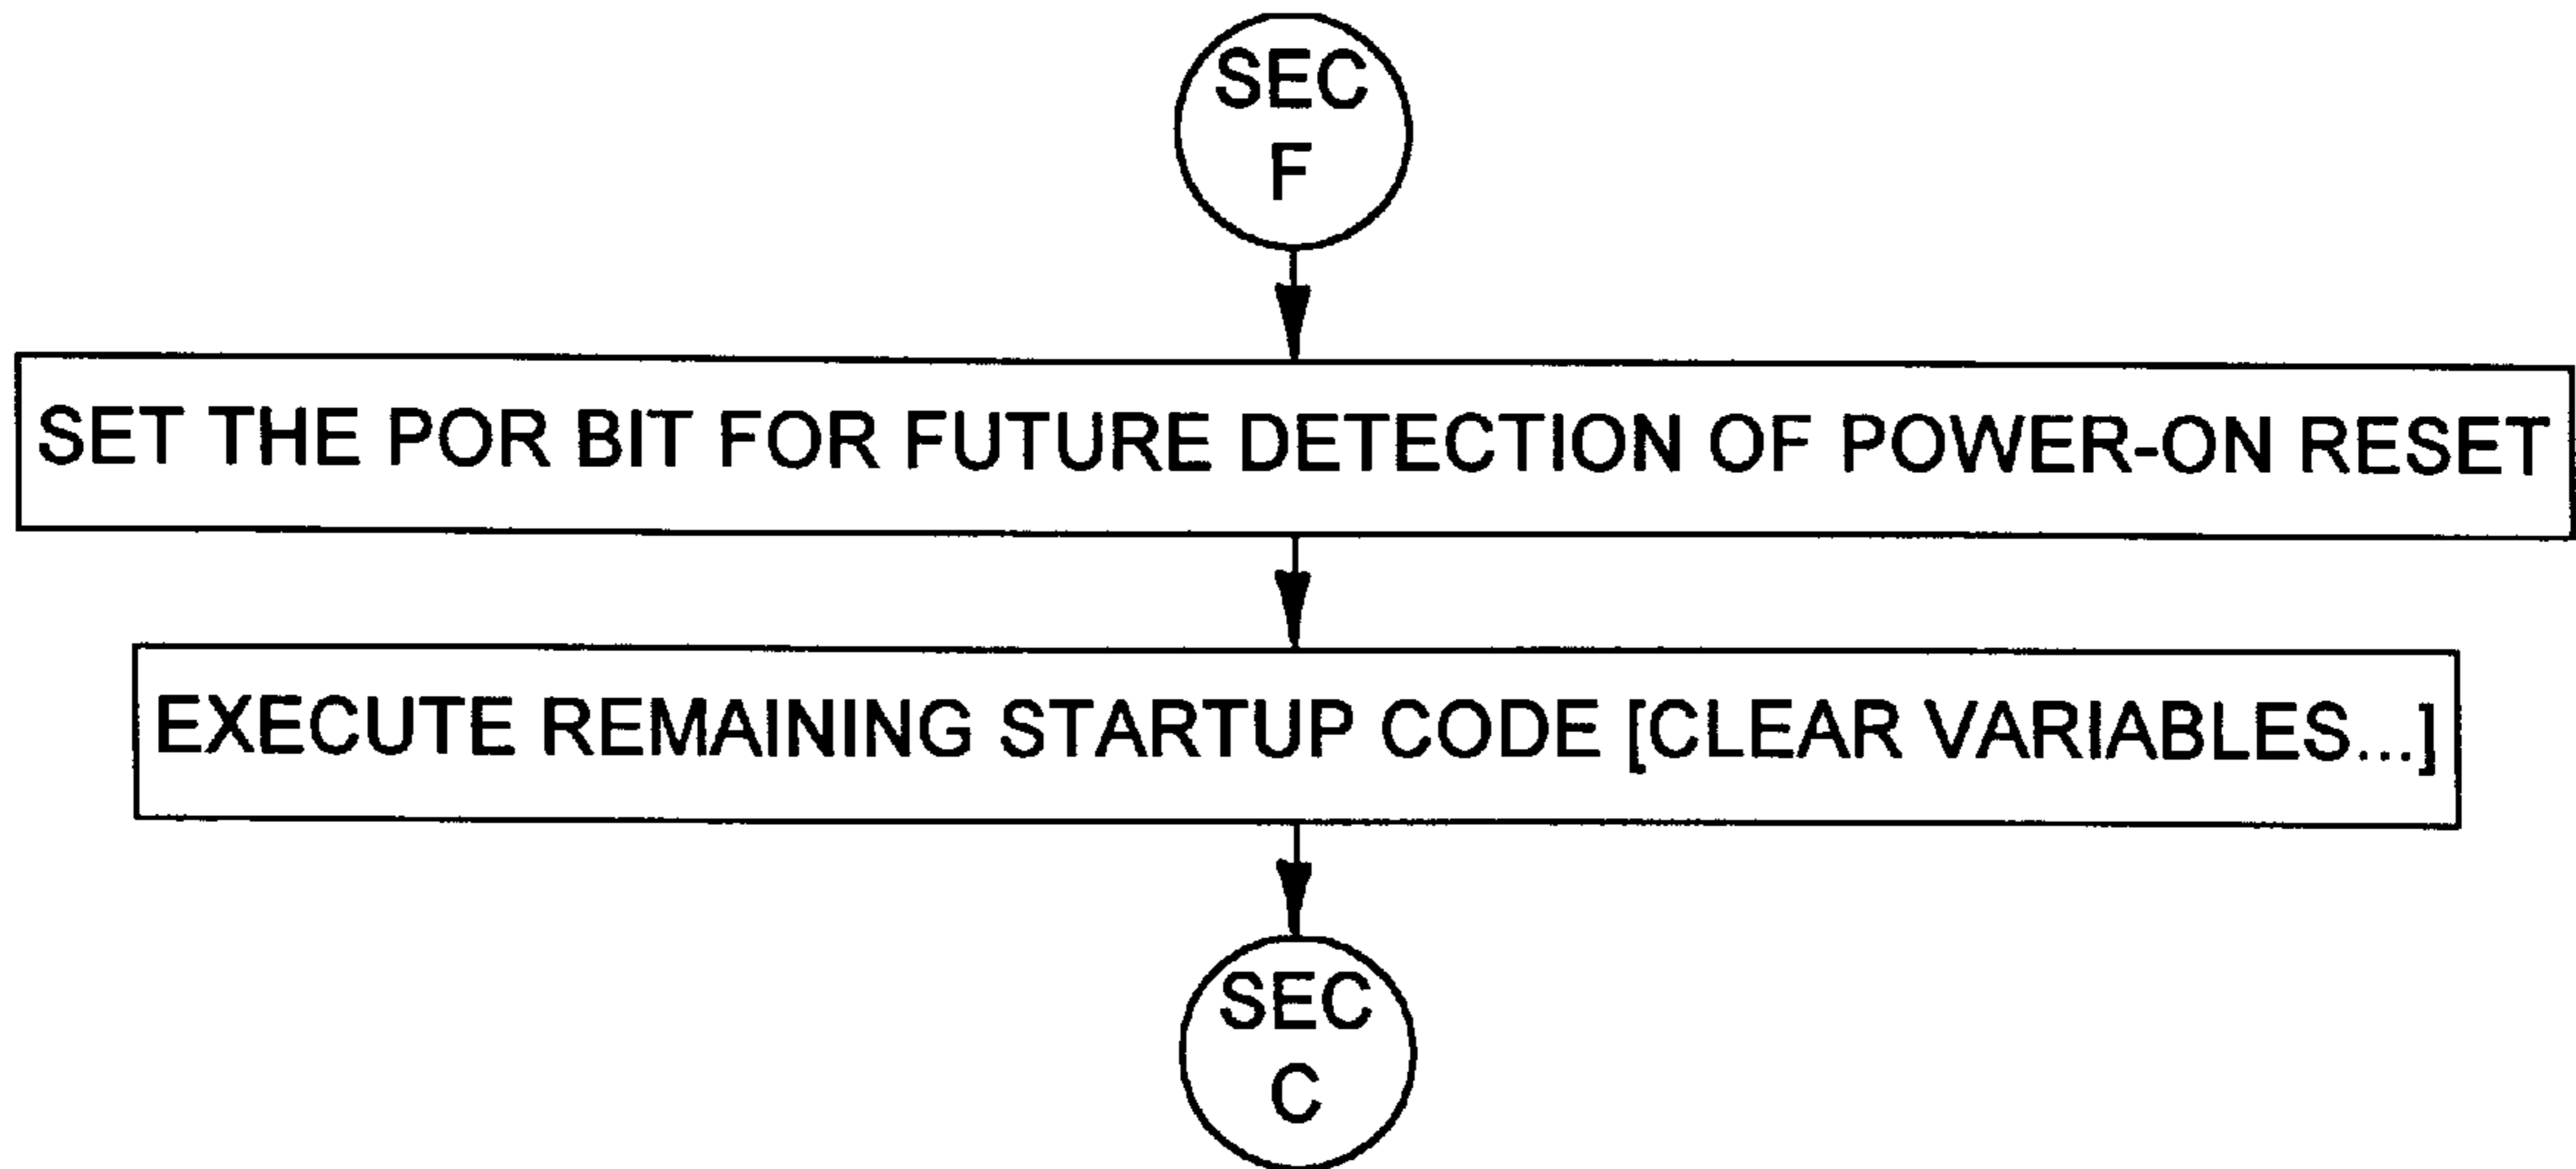 SEC
F
SET THE POR BIT FOR FUTURE DETECTION OF POWER-ON RESET
EXECUTE REMAINING STARTUP CODE [CLEAR VARIABLES...]
SEC
C